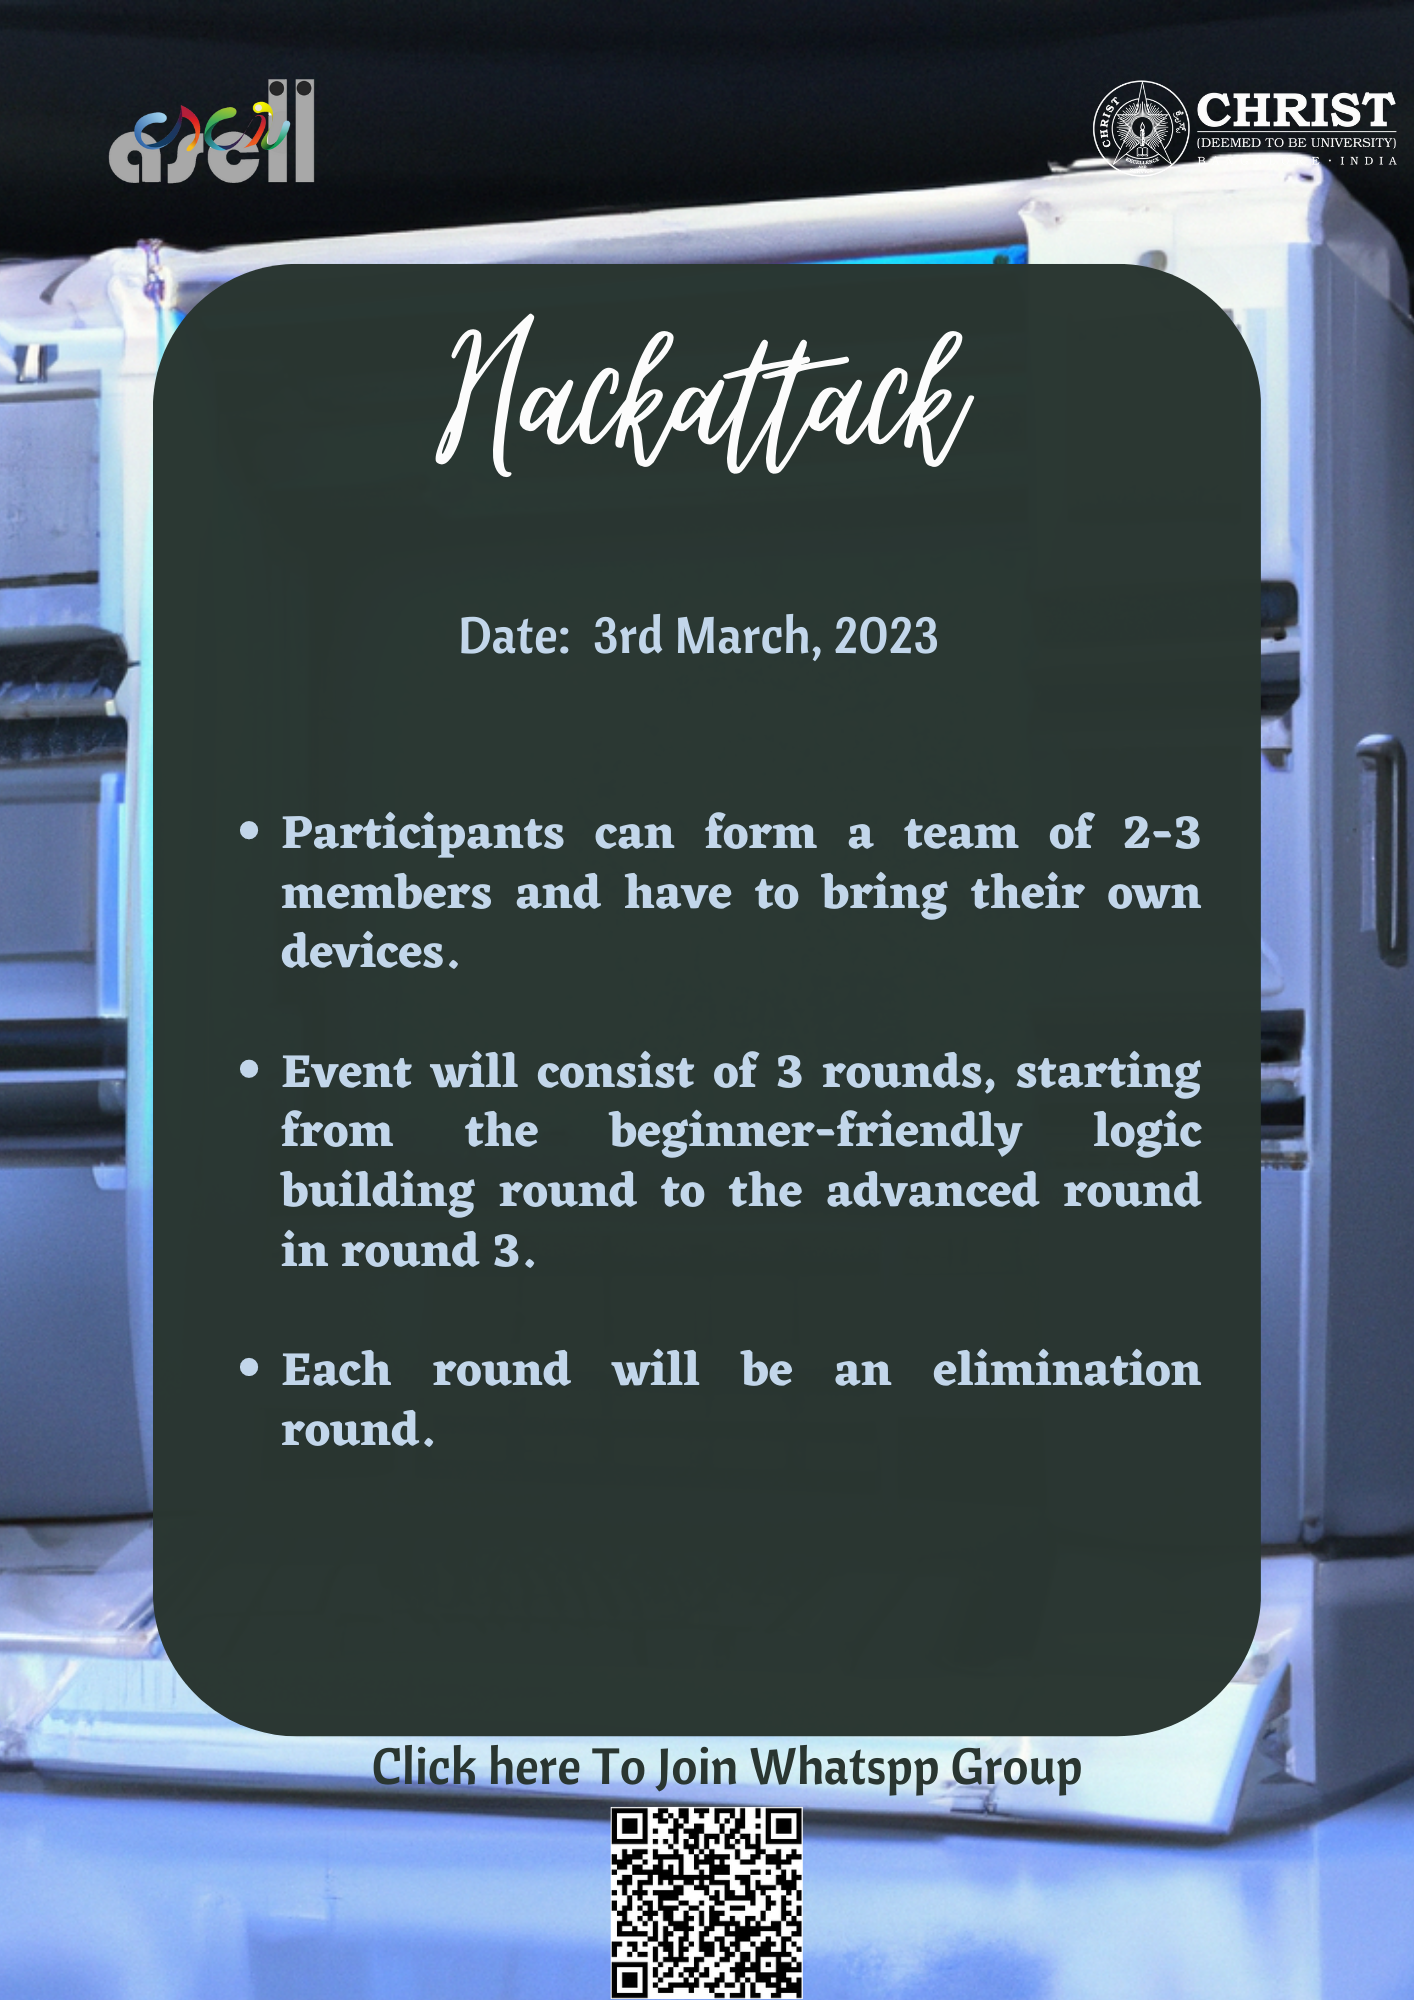 ascii
CHRIST
CHRIST
(DEEMED TO BE UNIVERSITY)
INDIA
EXCELLENCE
Hackattack
Date: 3rd March, 2023
• Participants can form a team of 2-3
members and have to bring their own
devices.
• Event will consist of 3 rounds, starting
from the beginner-friendly logic
building round to the advanced round
in round 3.
• Each round will be an elimination
round.
Click here To Join Whatspp Group